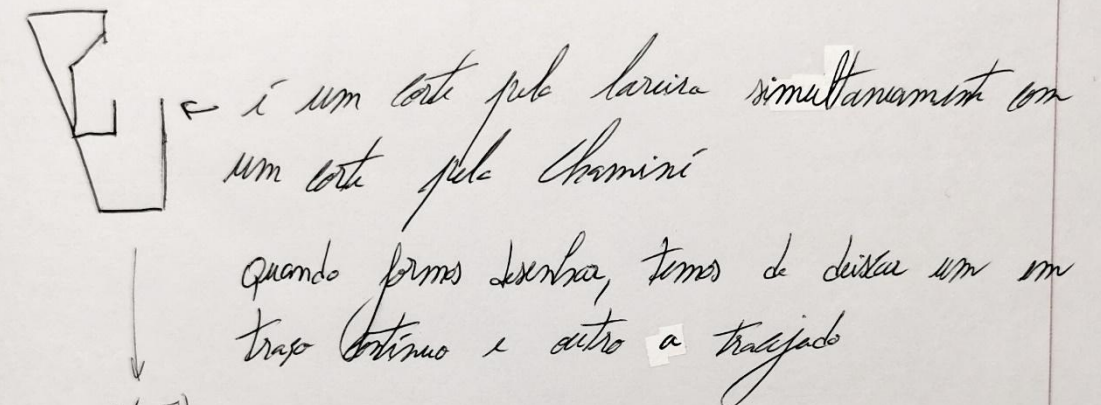 é um corte pela lareira simultaneamente com
um corte pela chaminé
quando formos desenhar, temos de deixar um em
traço contínuo e outro a tracejado